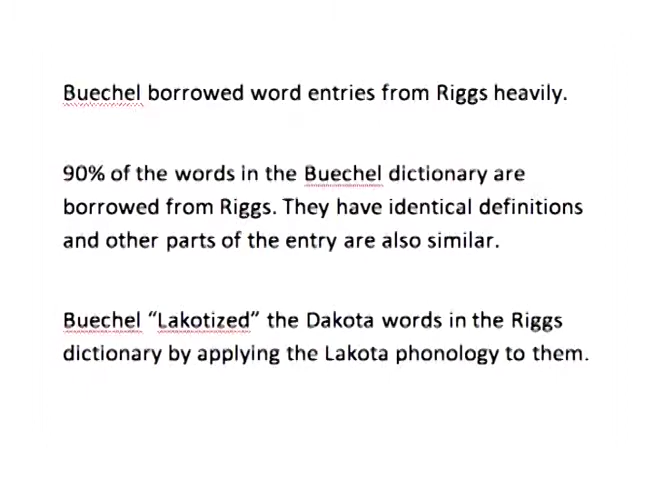 Buechel borrowed word entries from Riggs heavily.
90% of the words in the Buechel dictionary are
borrowed from Riggs. They have identical definitions
and other parts of the entry are also similar.
Buechel “Lakotized” the Dakota words in the Riggs
dictionary by applying the Lakota phonology to them.